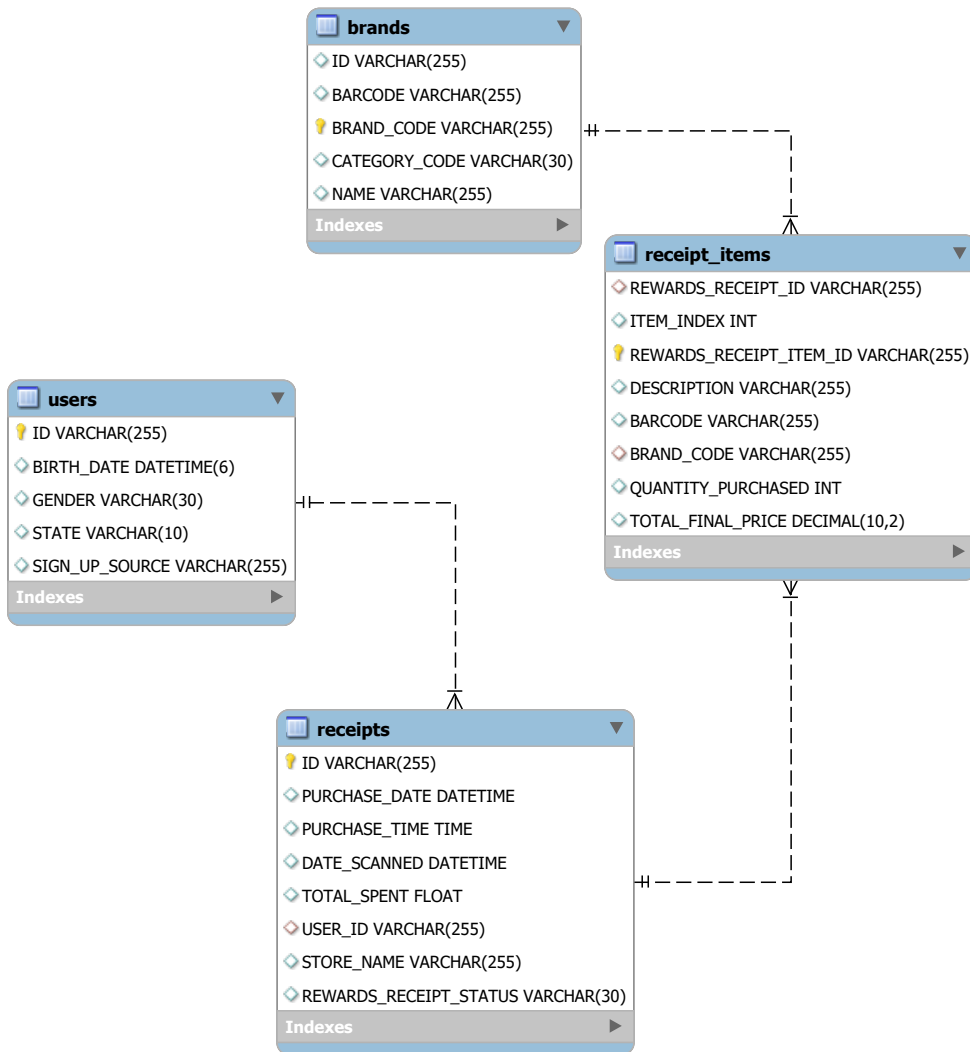 brands
ID VARCHAR(255)
BARCODE VARCHAR(255)
BRAND_CODE VARCHAR(255)
CATEGORY_CODE VARCHAR(30)
NAME VARCHAR(255)
Indexes
receipt_items
REWARDS_RECEIPT_ID VARCHAR(255)
ITEM_INDEX INT
REWARDS_RECEIPT_ITEM_ID VARCHAR(255)
DESCRIPTION VARCHAR(255)
BARCODE VARCHAR(255)
BRAND_CODE VARCHAR(255)
QUANTITY_PURCHASED INT
TOTAL_FINAL_PRICE DECIMAL(10,2)
Indexes
users
ID VARCHAR(255)
BIRTH_DATE DATETIME(6)
GENDER VARCHAR(30)
STATE VARCHAR(10)
SIGN_UP_SOURCE VARCHAR(255)
Indexes
receipts
ID VARCHAR(255)
PURCHASE_DATE DATETIME
PURCHASE_TIME TIME
DATE_SCANNED DATETIME
TOTAL_SPENT FLOAT
USER_ID VARCHAR(255)
STORE_NAME VARCHAR(255)
REWARDS_RECEIPT_STATUS VARCHAR(30)
Indexes